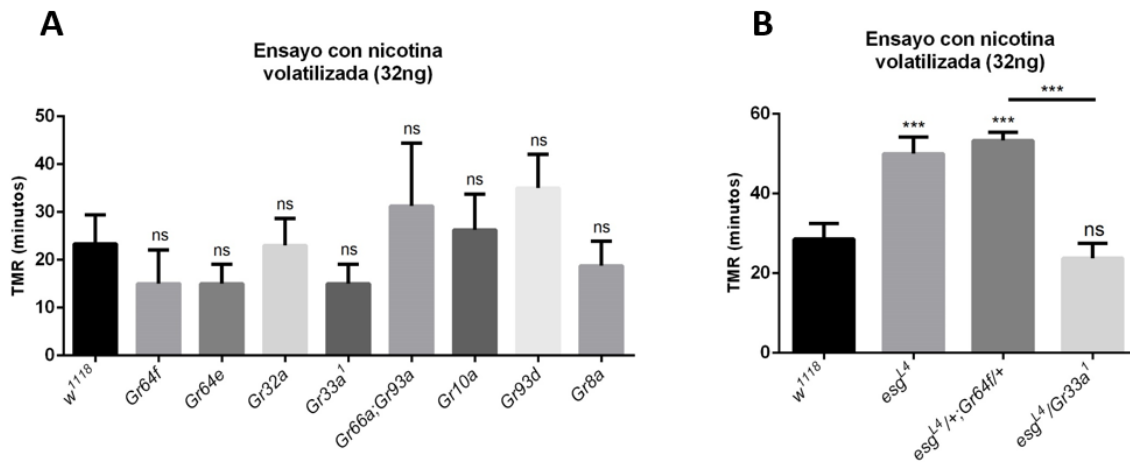 A
Ensayo con nicotina
volatilizada (32ng)
TMR (minutos)
50
40
30
20
10
0
ns
ns
ns
ns
ns
ns
ns
ns
w¹¹¹⁸
Gr64f
Gr64e
Gr32a
Gr33a¹
Gr66a;Gr93a
Gr10a
Gr93d
Gr8a
B
Ensayo con nicotina
volatilizada (32ng)
TMR (minutos)
60
40
20
0
***
***
***
ns
w¹¹¹⁸
esgᴸ⁴
esgᴸ⁴/+;Gr64f/+
esgᴸ⁴/Gr33a¹